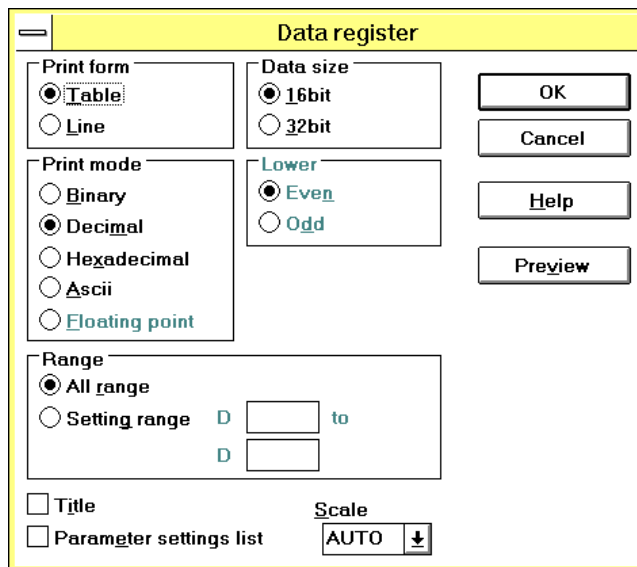 Data register
Print form
Table
Line
Data size
16bit
32bit
OK
Cancel
Help
Preview
Print mode
Binary
Decimal
Hexadecimal
Ascii
Floating point
Lower
Even
Odd
Range
All range
Setting range D to
D
Title
Parameter settings list
Scale
AUTO